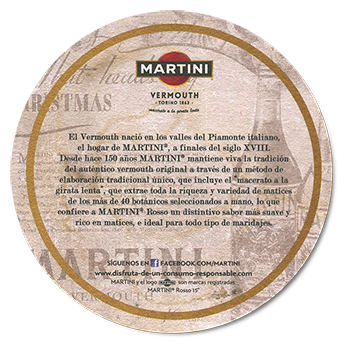 MARTINI
VERMOUTH
• TORINO 1863 •
macerato a la girata lenta
El Vermouth nació en los valles del Piamonte italiano,
el hogar de MARTINI®, a finales del siglo XVIII.
Desde hace 150 años MARTINI® mantiene viva la tradición
del auténtico vermouth original a través de un método de
elaboración tradicional único, que incluye el "macerato a la
girata lenta", que extrae toda la riqueza y variedad de matices
de los más de 40 botánicos seleccionados a mano, lo que
confiere a MARTINI® Rosso un distintivo sabor más suave y
rico en matices, e ideal para todo tipo de maridajes.
SÍGUENOS EN f FACEBOOK.COM/MARTINI
www.disfruta-de-un-consumo-responsable.com
MARTINI y el logo MARTINI son marcas registradas
MARTINI® Rosso 15°